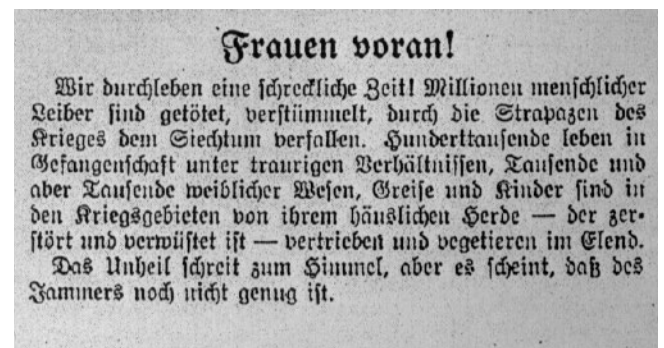 Frauen voran!
Wir durchleben eine schreckliche Zeit! Millionen menschlicher
Leiber sind getötet, verstümmelt, durch die Strapazen des
Krieges dem Siechtum verfallen. Hunderttausende leben in
Gefangenschaft unter traurigen Verhältnissen, Tausende und
aber Tausende weiblicher Wesen, Greise und Kinder sind in
den Kriegsgebieten von ihrem häuslichen Herde — der zer-
stört und verwüstet ist — vertrieben und vegetieren im Elend.
Das Unheil schreit zum Himmel, aber es scheint, daß des
Jammers noch nicht genug ist.